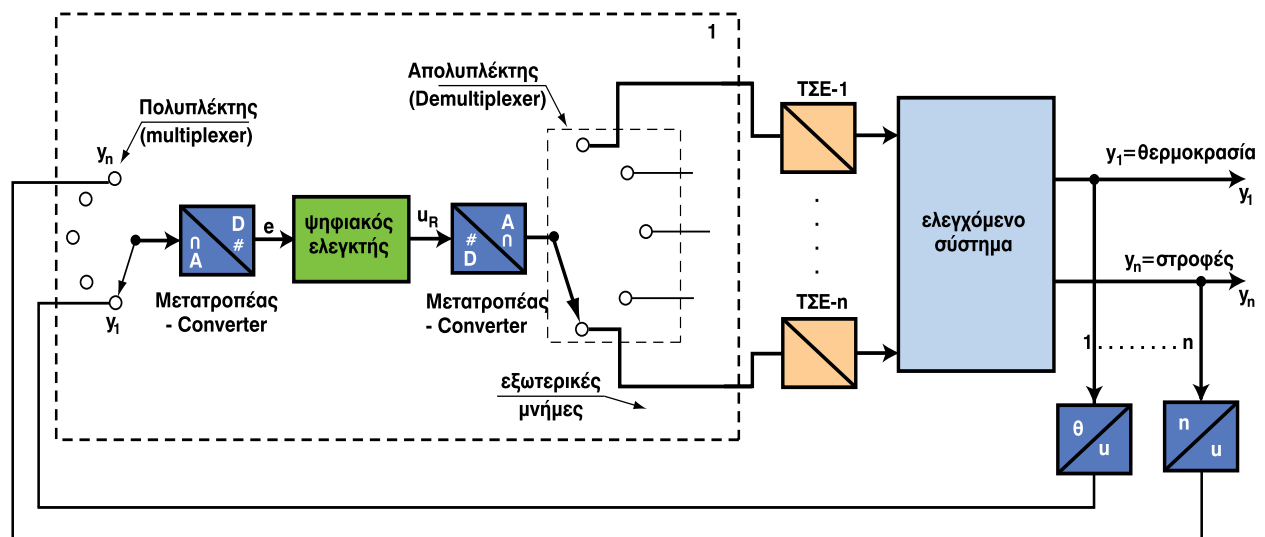 1
Πολυπλέκτης
(multiplexer)
yn
y1
∩
A
D
#
Μετατροπέας
- Converter
e
ψηφιακός
ελεγκτής
uR
#
D
A
∩
Μετατροπέας
- Converter
Απολυπλέκτης
(Demultiplexer)
εξωτερικές
μνήμες
ΤΣΕ-1
ΤΣΕ-n
ελεγχόμενο
σύστημα
y1=θερμοκρασία
y1
yn=στροφές
yn
1 . . . . . . . . n
θ
u
n
u